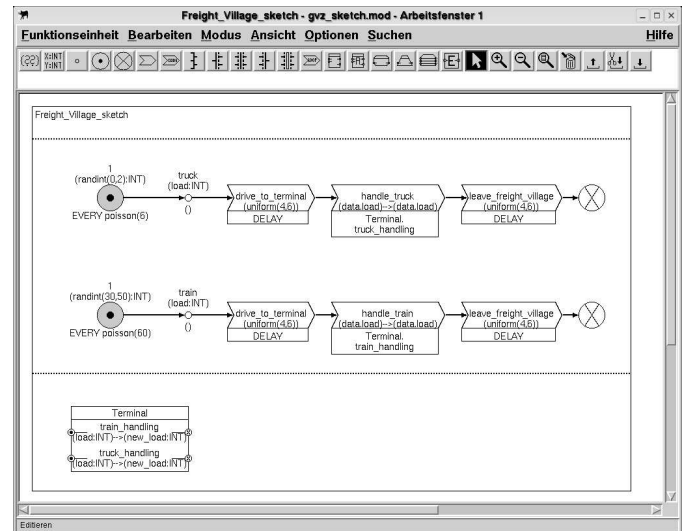 Freight_Village_sketch - gvz_sketch.mod - Arbeitsfenster 1
Funktionseinheit Bearbeiten Modus Ansicht Optionen Suchen Hilfe
(??) X:INT
Y:INT
Freight_Village_sketch
1
(randint(0,2):INT)
EVERY poisson(6)
truck
(load:INT)
()
drive_to_terminal
(uniform(4,6))
DELAY
handle_truck
(data.load)-->(data.load)
Terminal.
truck_handling
leave_freight_village
(uniform(4,6))
DELAY
1
(randint(30,50):INT)
EVERY poisson(60)
train
(load:INT)
()
drive_to_terminal
(uniform(4,6))
DELAY
handle_train
(data.load)-->(data.load)
Terminal.
train_handling
leave_freight_village
(uniform(4,6))
DELAY
Terminal
train_handling
(load:INT)-->(new_load:INT)
truck_handling
(load:INT)-->(new_load:INT)
Editieren